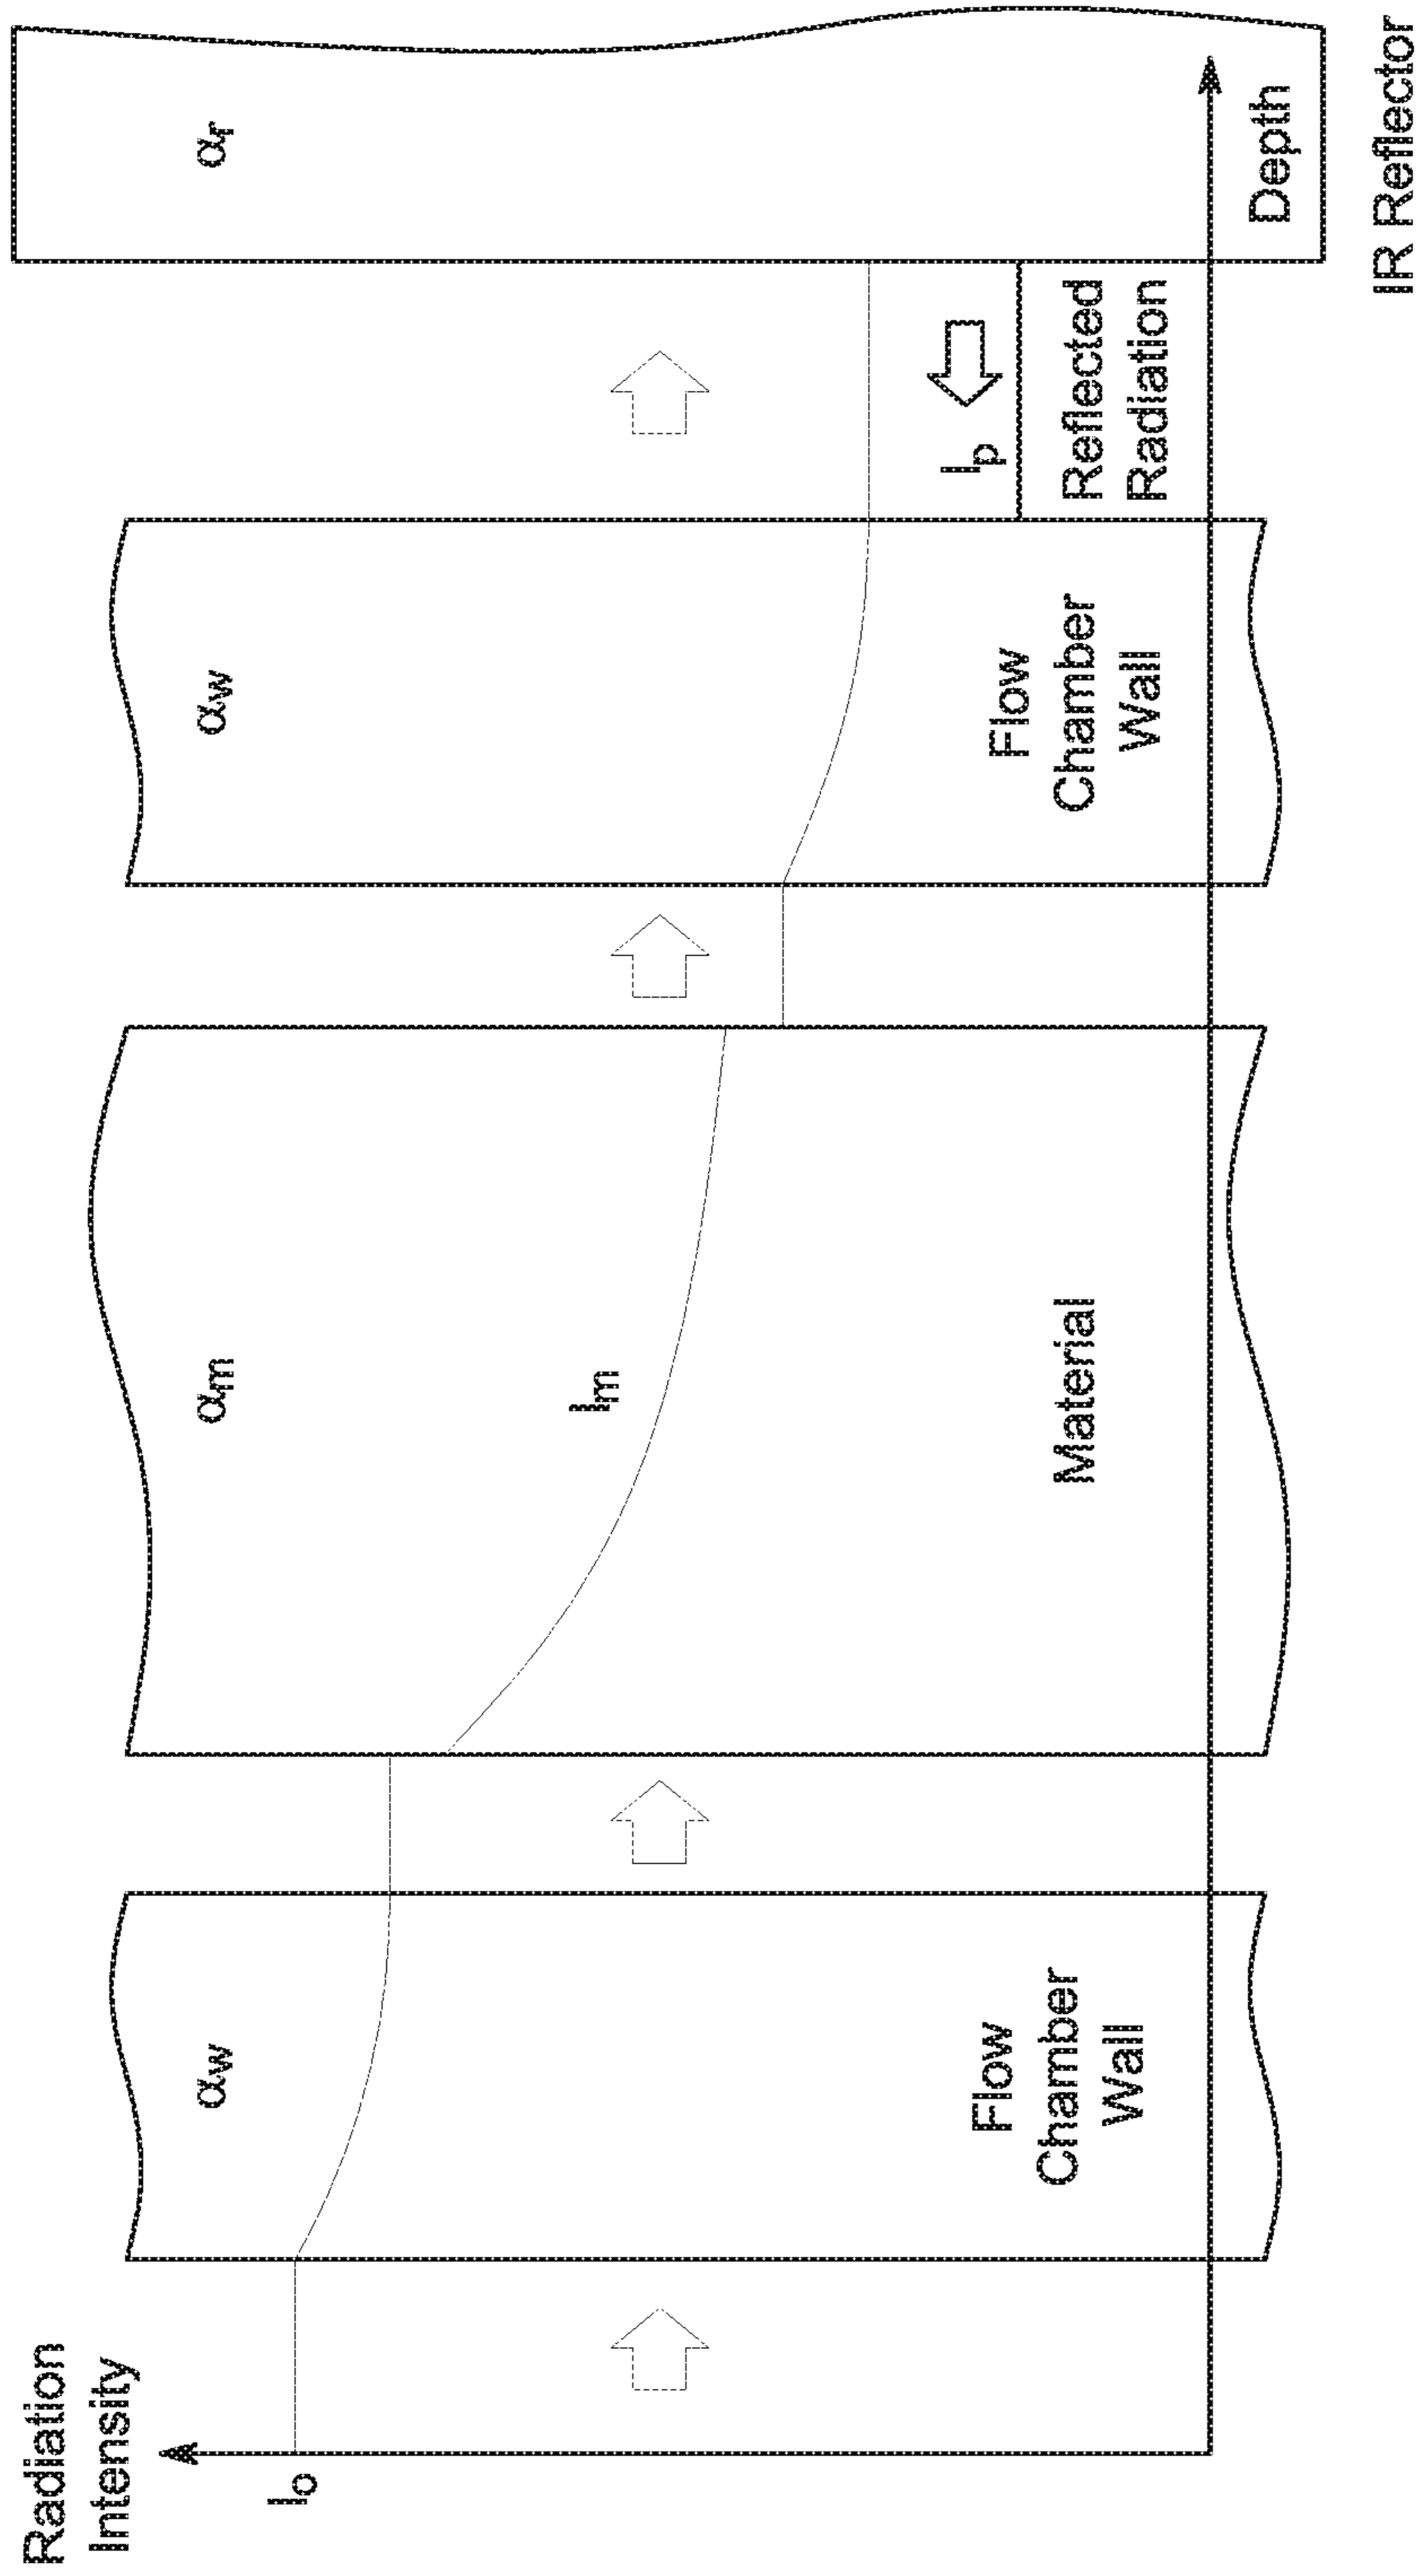 Radiation
Intensity
I₀
αw
Flow
Chamber
Wall
αm
Im
Material
αw
Flow
Chamber
Wall
Ip
Reflected
Radiation
αr
Depth
IR Reflector